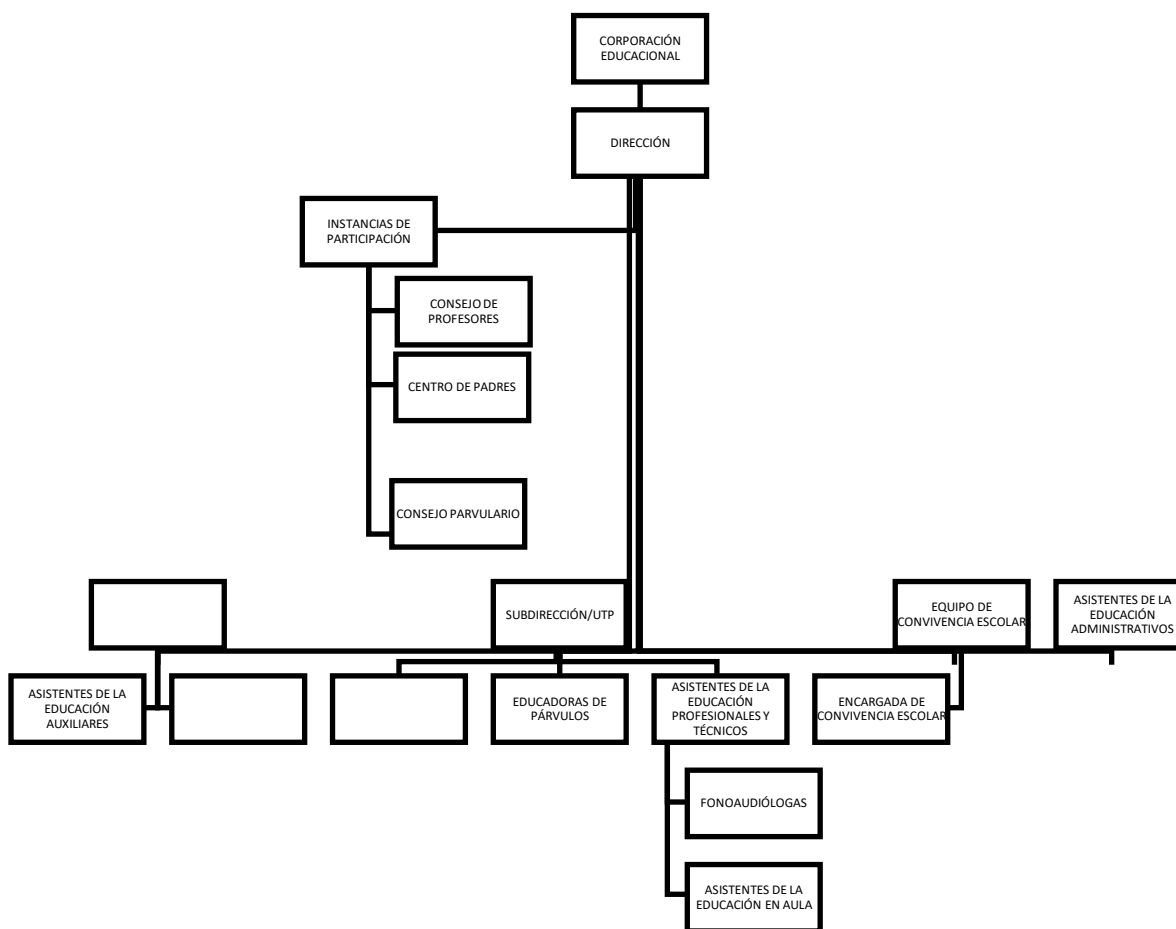 CORPORACIÓN
EDUCACIONAL
DIRECCIÓN
INSTANCIAS DE
PARTICIPACIÓN
CONSEJO DE
PROFESORES
CENTRO DE PADRES
CONSEJO PARVULARIO
SUBDIRECCIÓN/UTP
EQUIPO DE
CONVIVENCIA ESCOLAR
ASISTENTES DE LA
EDUCACIÓN
ADMINISTRATIVOS
ASISTENTES DE LA
EDUCACIÓN
AUXILIARES
EDUCADORAS DE
PÁRVULOS
ASISTENTES DE LA
EDUCACIÓN
PROFESIONALES Y
TÉCNICOS
ENCARGADA DE
CONVIVENCIA ESCOLAR
FONOAUDIÓLOGAS
ASISTENTES DE LA
EDUCACIÓN EN AULA